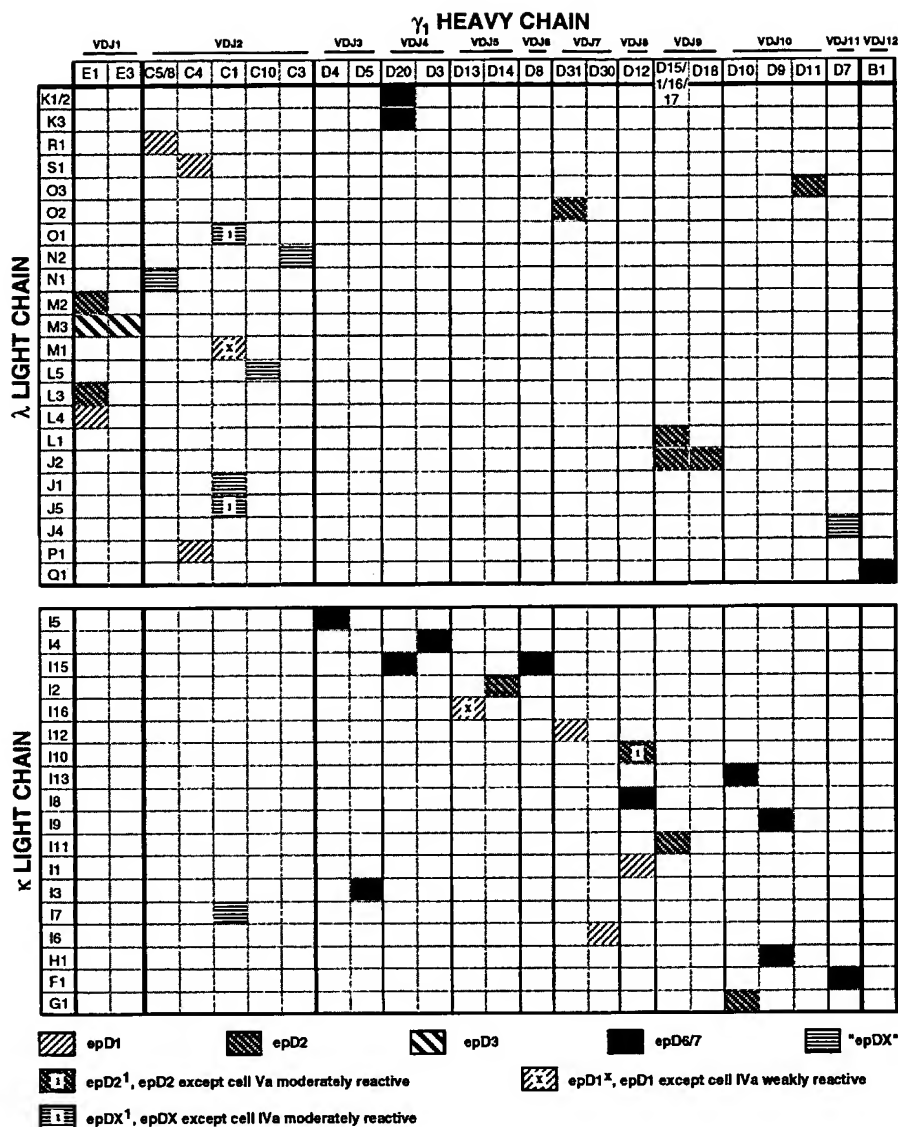 γ1 HEAVY CHAIN
VDJ1 VDJ2 VDJ3 VDJ4 VDJ5 VDJ6 VDJ7 VDJ8 VDJ9 VDJ10 VDJ11 VDJ12
E1 E3 C5/8 C4 C1 C10 C3 D4 D5 D20 D3 D13 D14 D8 D31 D30 D12 D15/1/16/17 D18 D10 D9 D11 D7 B1
λ LIGHT CHAIN
K1/2
K3
R1
S1
O3
O2
O1 1
N2
N1
M2
M3
M1 X
L5
L3
L4
L1
J2
J1
J5 1
J4
P1
Q1
κ LIGHT CHAIN
I5
I4
I15
I2
I16 X
I12
I10 1
I13
I8
I9
I11
I1
I3
I7
I6
H1
F1
G1
epD1 epD2 epD3 epD6/7 "epDX"
1 epD2¹, epD2 except cell Va moderately reactive X epD1ˣ, epD1 except cell IVa weakly reactive
1 epDX¹, epDX except cell IVa moderately reactive